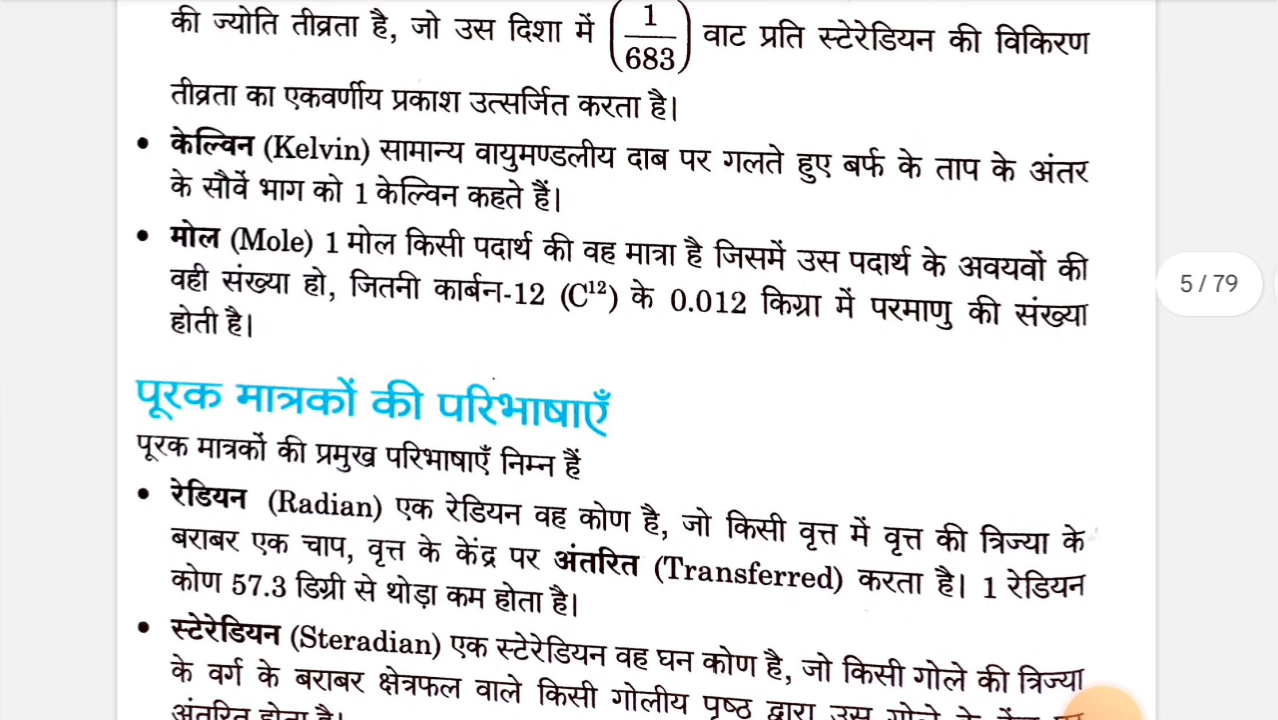 की ज्योति तीव्रता है, जो उस दिशा में (1/683) वाट प्रति स्टेरेडियन की विकिरण
तीव्रता का एकवर्णीय प्रकाश उत्सर्जित करता है।
• केल्विन (Kelvin) सामान्य वायुमण्डलीय दाब पर गलते हुए बर्फ के ताप के अंतर
के सौवें भाग को 1 केल्विन कहते हैं।
• मोल (Mole) 1 मोल किसी पदार्थ की वह मात्रा है जिसमें उस पदार्थ के अवयवों की
वही संख्या हो, जितनी कार्बन-12 (C¹²) के 0.012 किग्रा में परमाणु की संख्या
होती है।
5 / 79
पूरक मात्रकों की परिभाषाएँ
पूरक मात्रकों की प्रमुख परिभाषाएँ निम्न हैं
• रेडियन (Radian) एक रेडियन वह कोण है, जो किसी वृत्त में वृत्त की त्रिज्या के
बराबर एक चाप, वृत्त के केंद्र पर अंतरित (Transferred) करता है। 1 रेडियन
कोण 57.3 डिग्री से थोड़ा कम होता है।
• स्टेरेडियन (Steradian) एक स्टेरेडियन वह घन कोण है, जो किसी गोले की त्रिज्या
के वर्ग के बराबर क्षेत्रफल वाले किसी गोलीय पृष्ठ द्वारा उस गोले के
अंतरित होता है।